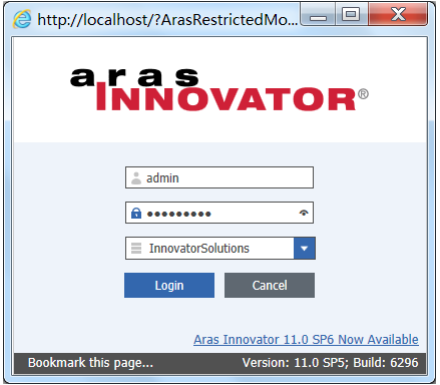 http://localhost/?ArasRestrictedMo...
aras
INNOVATOR®
admin
●●●●●●●●●
InnovatorSolutions
Login Cancel
Aras Innovator 11.0 SP6 Now Available
Bookmark this page... Version: 11.0 SP5; Build: 6296